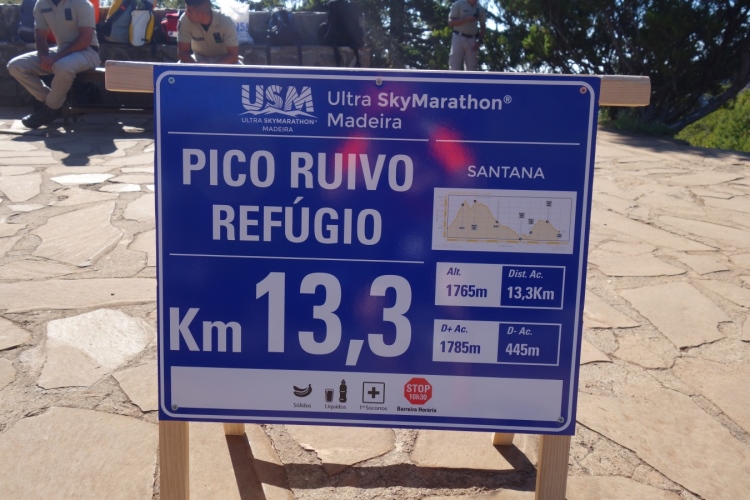 USM
ULTRA SKYMARATHON®
MADEIRA
Ultra SkyMarathon®
Madeira
PICO RUIVO
REFÚGIO
SANTANA
Km 13,3
Alt.
1765m
Dist. Ac.
13,3Km
D+ Ac.
1785m
D- Ac.
445m
Sólidos
Líquidos
1ºs Socorros
STOP
10h30
Barreira Horária